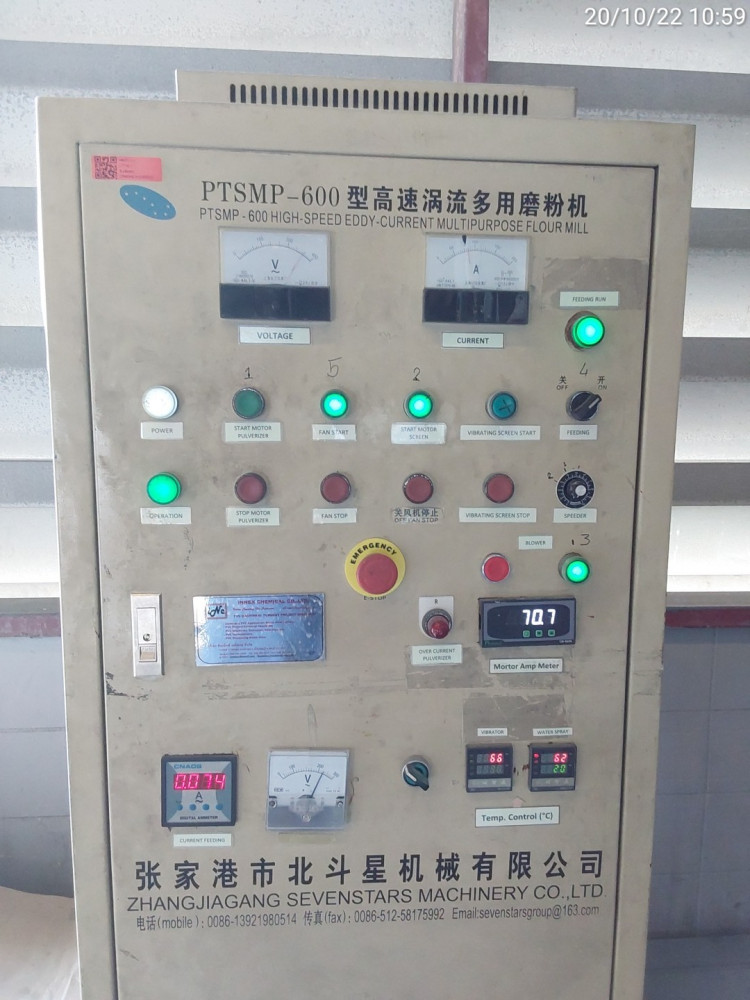 20/10/22 10:59
PTSMP-600型高速涡流多用磨粉机
PTSMP-600 HIGH-SPEED EDDY-CURRENT MULTIPURPOSE FLOUR MILL
V
A
VOLTAGE
CURRENT
FEEDING RUN
1
5
2
4
关 开
OFF ON
POWER
START MOTOR
PULVERIZER
FAN START
START MOTOR
SCREEN
VIBRATING SCREEN START
FEEDING
OPERATION
STOP MOTOR
PULVERIZER
FAN STOP
关风机停止
OFF FAN STOP
VIBRATING SCREEN STOP
SPEEDER
EMERGENCY
E-STOP
BLOWER
3
8
70.7
OVER CURRENT
PULVERIZER
Mortor Amp Meter
VIBRATOR
WATER SPRAY
66
62
20
CNAOS
0.074
A
DIGITAL AMMETER
V
CURRENT FEEDING
Temp. Control (°C)
张家港市北斗星机械有限公司
ZHANGJIAGANG SEVENSTARS MACHINERY CO.,LTD
电话(mobile):0086-13921980514 传真(fax):0086-512-58175992 Email:sevenstarsgroup@163.com